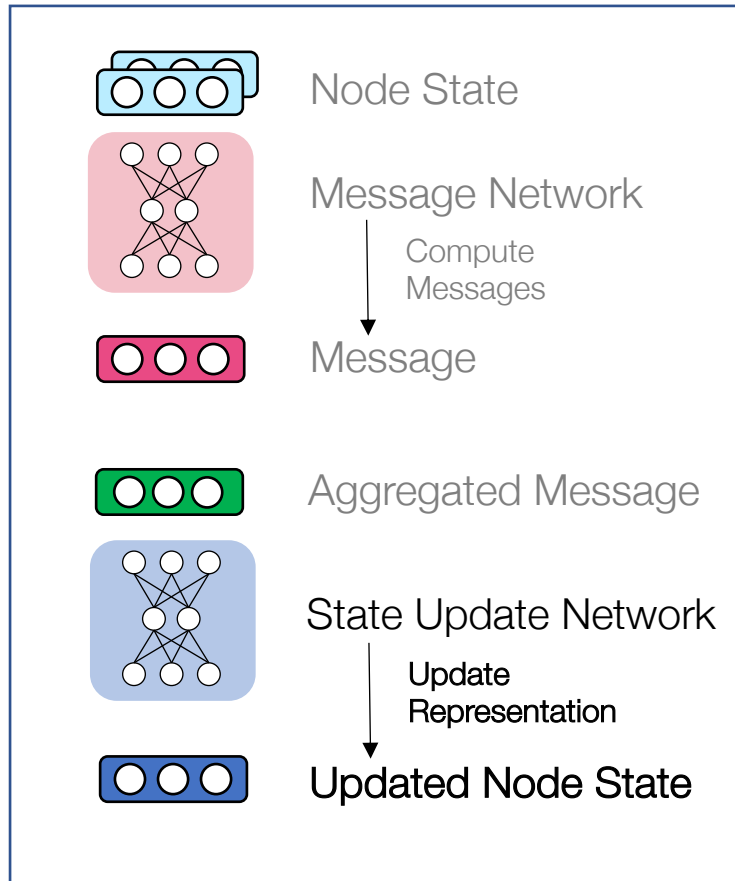 Node State
Message Network
Compute
Messages
Message
Aggregated Message
State Update Network
Update
Representation
Updated Node State